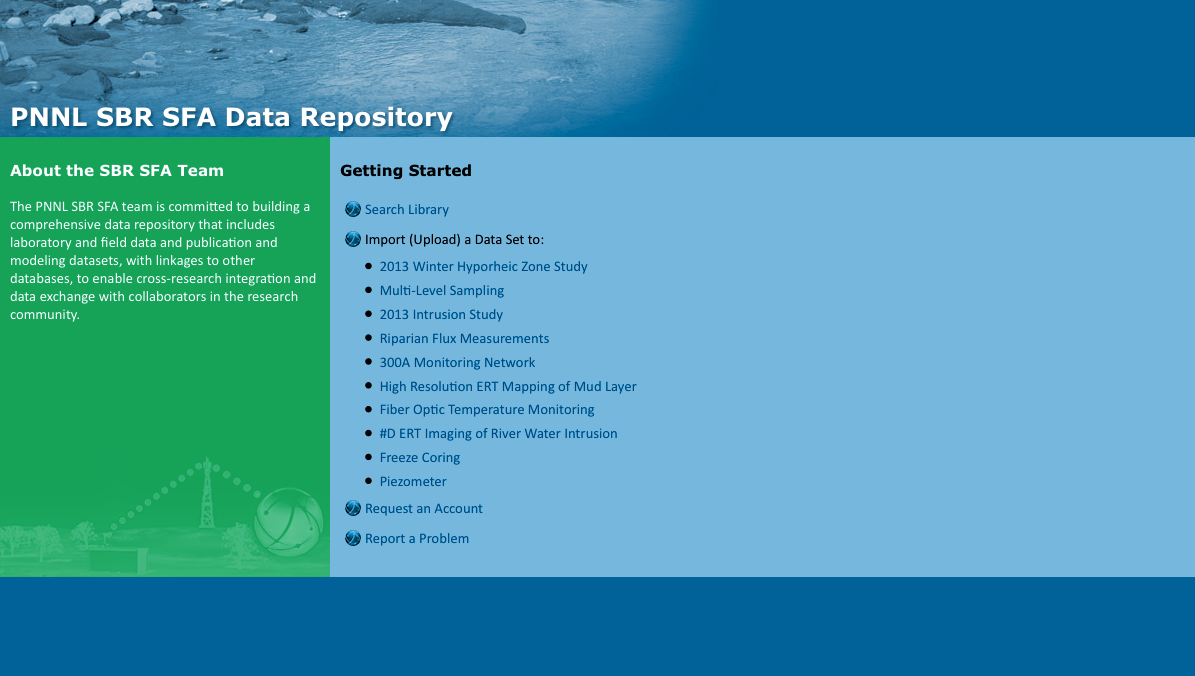 PNNL SBR SFA Data Repository
About the SBR SFA Team
The PNNL SBR SFA team is committed to building a
comprehensive data repository that includes
laboratory and field data and publication and
modeling datasets, with linkages to other
databases, to enable cross-research integration and
data exchange with collaborators in the research
community.
Getting Started
Search Library
Import (Upload) a Data Set to:
2013 Winter Hyporheic Zone Study
Multi-Level Sampling
2013 Intrusion Study
Riparian Flux Measurements
300A Monitoring Network
High Resolution ERT Mapping of Mud Layer
Fiber Optic Temperature Monitoring
#D ERT Imaging of River Water Intrusion
Freeze Coring
Piezometer
Request an Account
Report a Problem